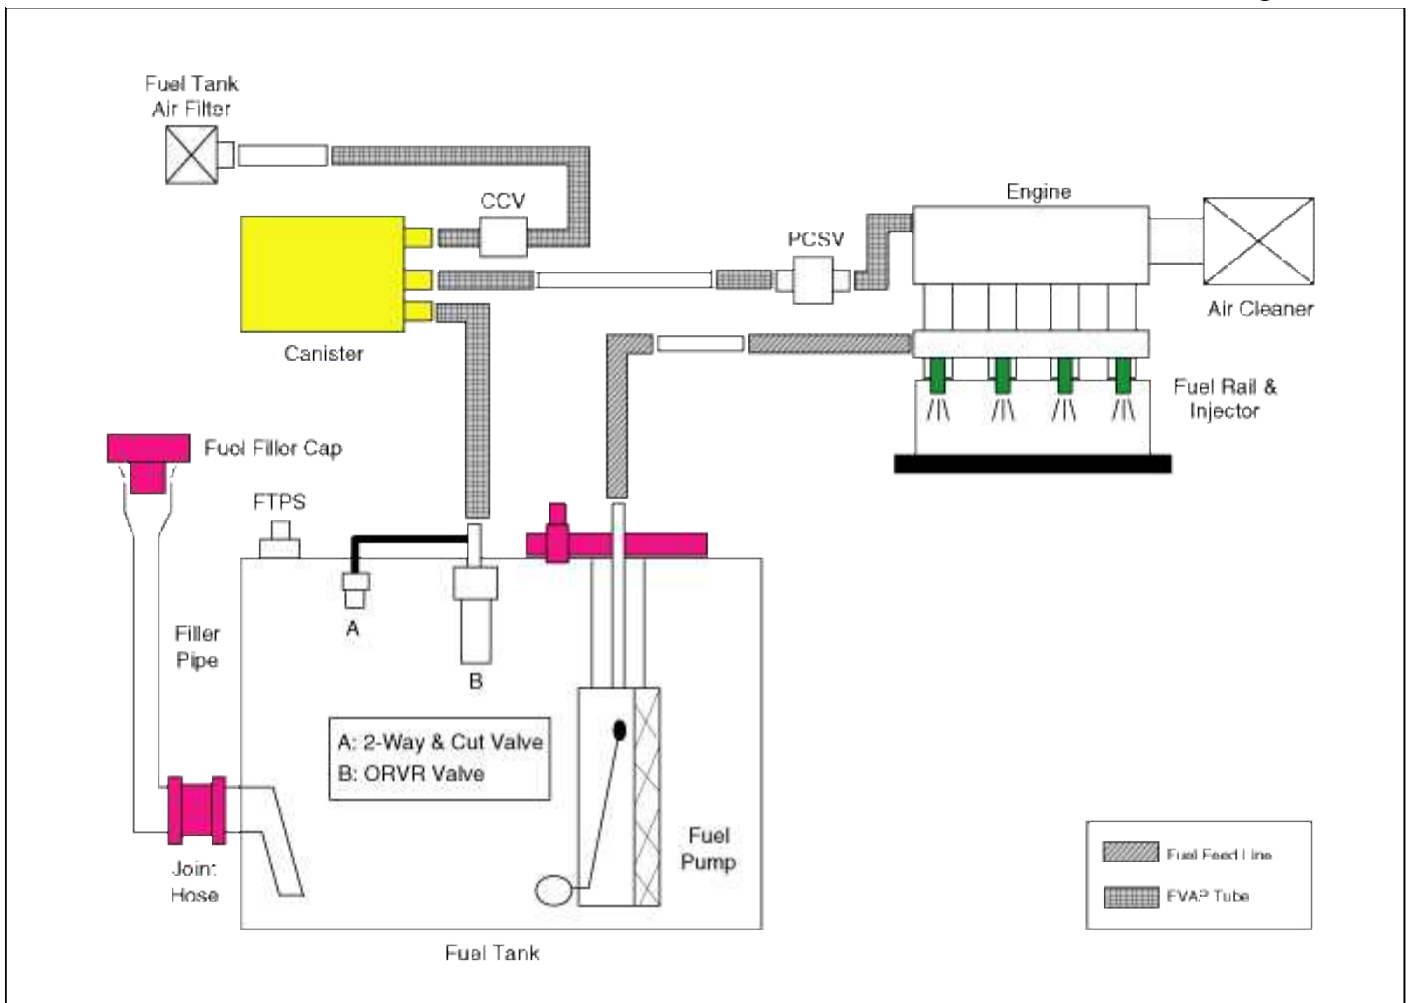 Fuel Tank
Air Filter
CCV
Engine
PCSV
Air Cleaner
Canister
Fuel Rail &
Injector
Fuel Filler Cap
FTPS
A
Filler
Pipe
B
A: 2-Way & Cut Valve
B: ORVR Valve
Fuel
Pump
Joint
Hose
Fuel Feed Line
EVAP Tube
Fuel Tank